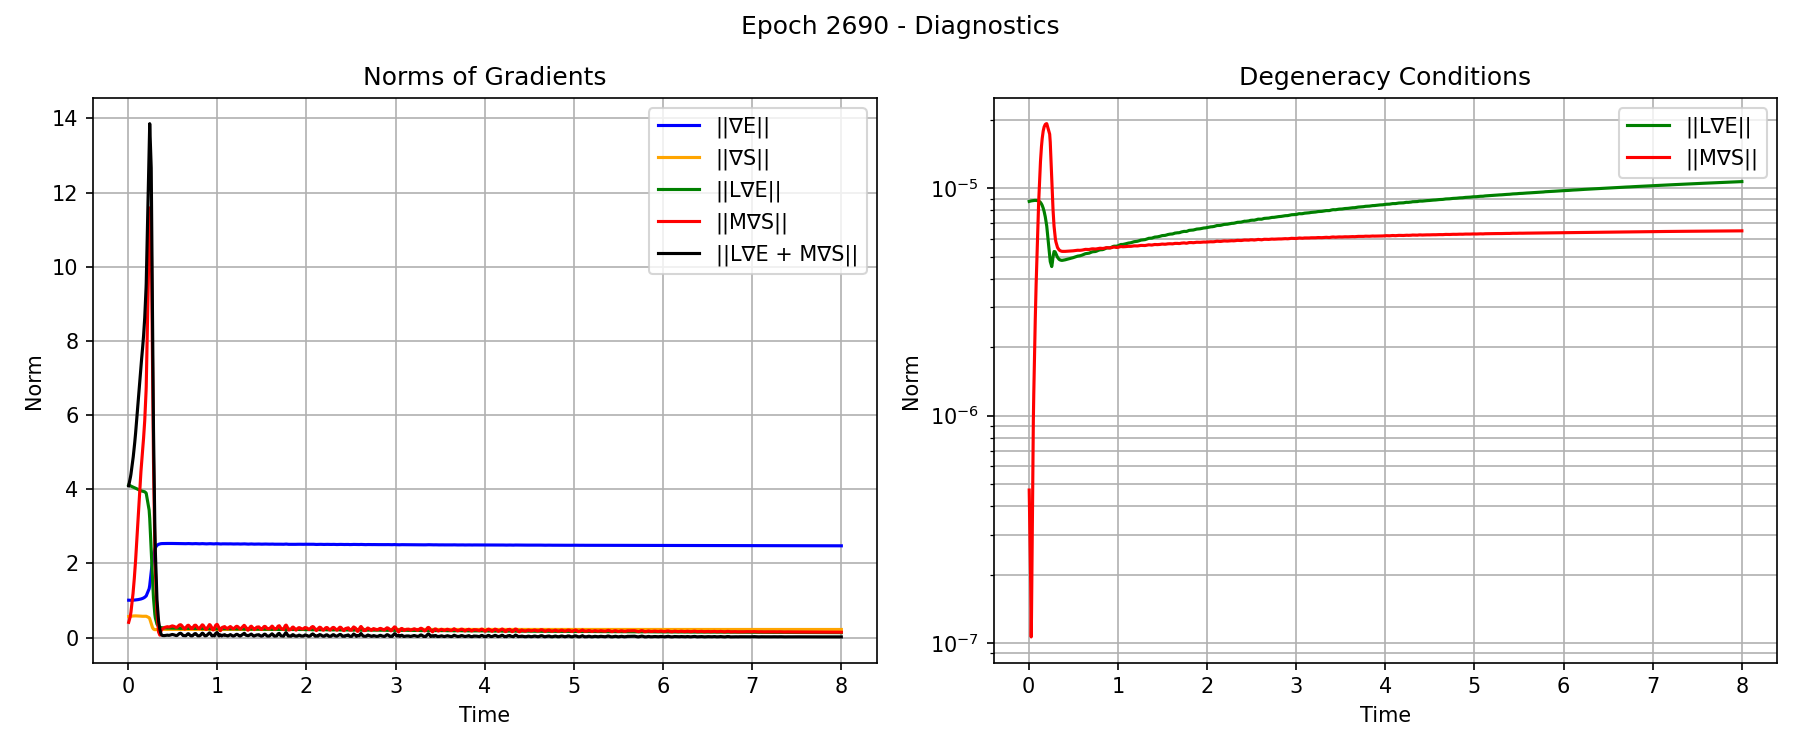 Epoch 2690 - Diagnostics
Norms of Gradients
14
12
10
8
6
4
2
0
Norm
0 1 2 3 4 5 6 7 8
Time
||∇E||
||∇S||
||L∇E||
||M∇S||
||L∇E + M∇S||
Degeneracy Conditions
10⁻⁵
10⁻⁶
10⁻⁷
Norm
0 1 2 3 4 5 6 7 8
Time
||L∇E||
||M∇S||